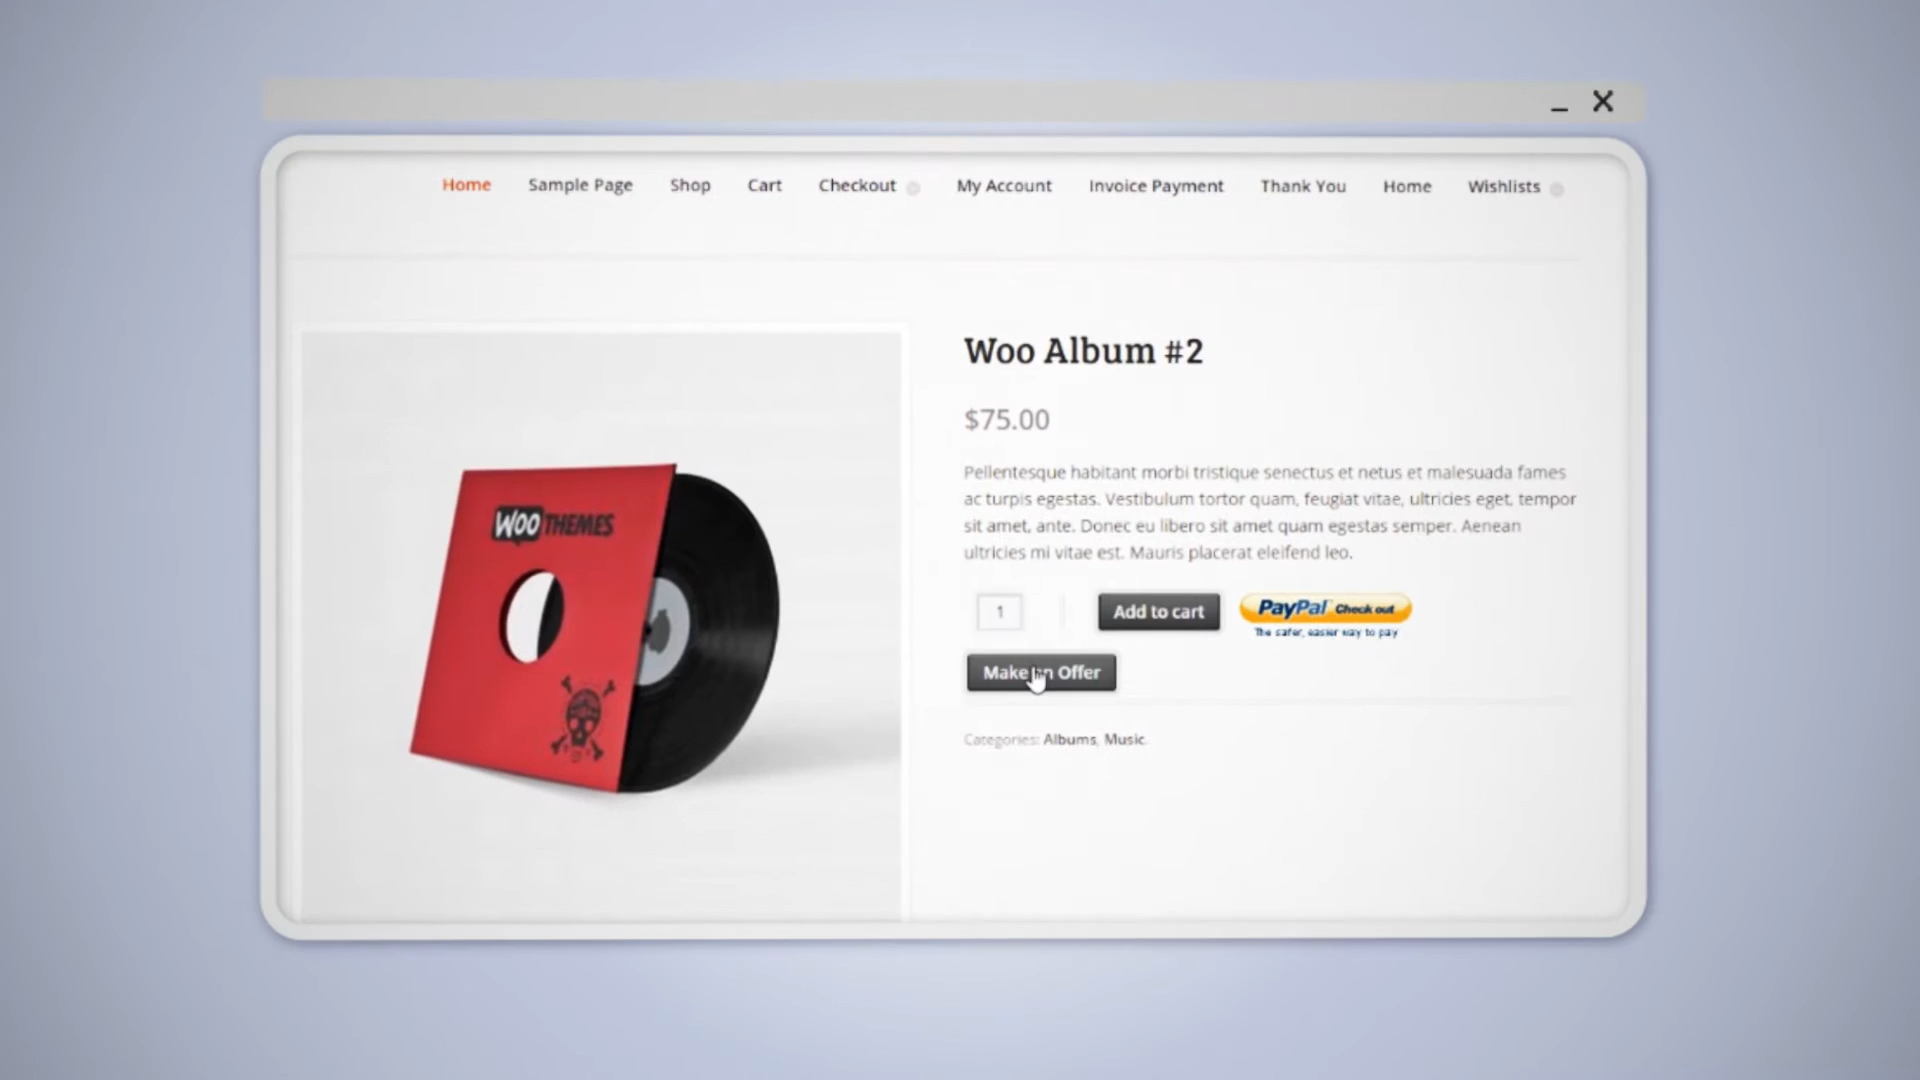 Home Sample Page Shop Cart Checkout My Account Invoice Payment Thank You Home Wishlists
Woo Album #2
$75.00
Pellentesque habitant morbi tristique senectus et netus et malesuada fames
ac turpis egestas. Vestibulum tortor quam, feugiat vitae, ultricies eget, tempor
sit amet, ante. Donec eu libero sit amet quam egestas semper. Aenean
ultricies mi vitae est. Mauris placerat eleifend leo.
WOO THEMES
1 Add to cart PayPal Check out
The safer, easier way to pay
Make an Offer
Categories: Albums, Music.